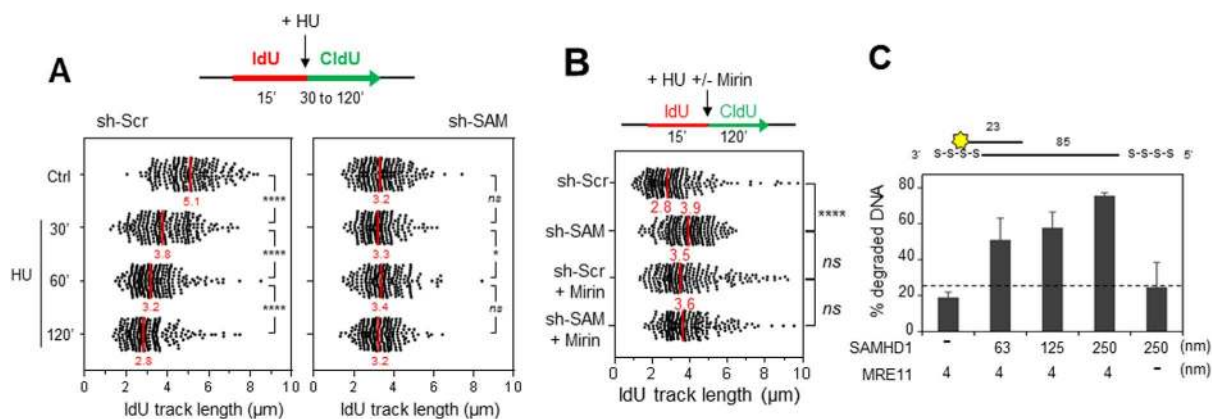 A
+ HU
IdU CldU
15' 30 to 120'
sh-Scr sh-SAM
Ctrl
HU
30'
60'
120'
5.1
3.8
3.2
2.8
****
****
****
3.2
3.3
3.4
3.2
ns
*
ns
0 2 4 6 8 10
0 2 4 6 8 10
IdU track length (µm) IdU track length (µm)
B
+ HU +/- Mirin
IdU CldU
15' 120'
sh-Scr
2.8 3.9
sh-SAM
3.5
sh-Scr
+ Mirin
3.6
sh-SAM
+ Mirin
****
ns
ns
0 2 4 6 8 10
IdU track length (µm)
C
23
85
3' S-S-S-S S-S-S-S 5'
% degraded DNA
80
60
40
20
0
SAMHD1 - 63 125 250 250 (nm)
MRE11 4 4 4 4 - (nm)